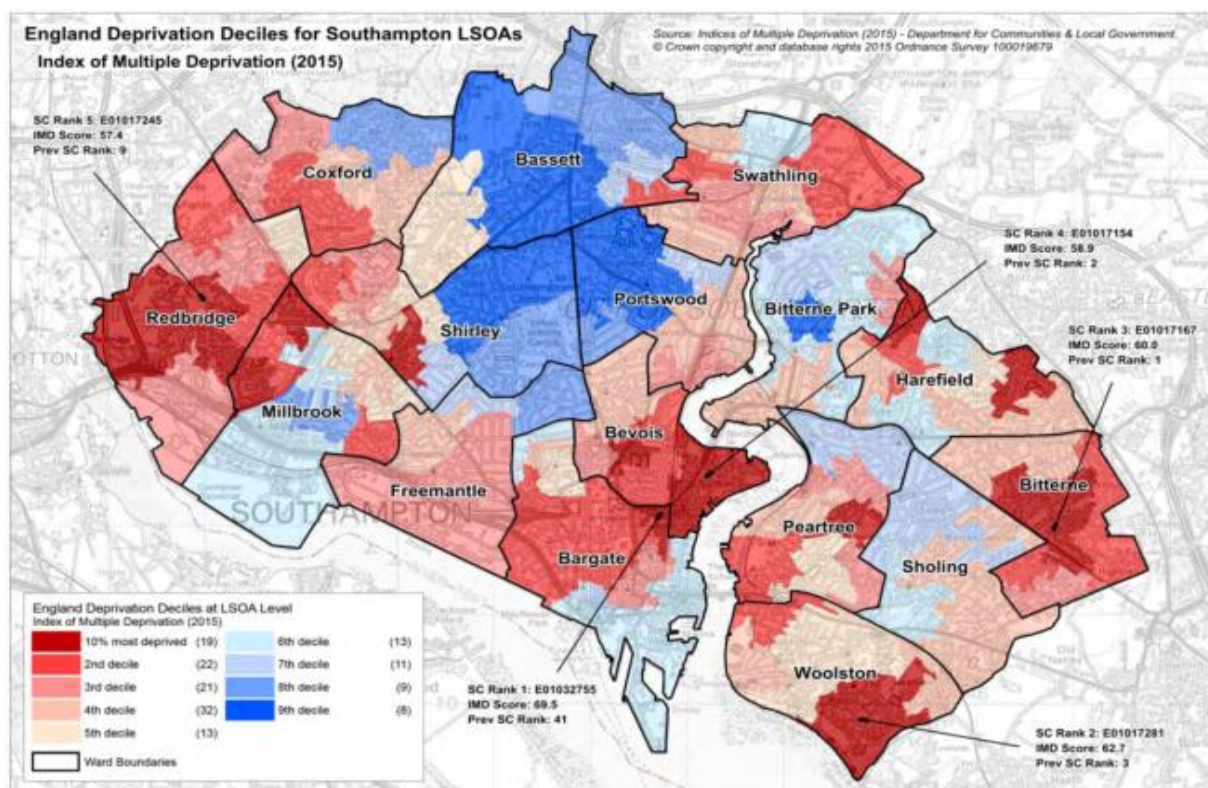 England Deprivation Deciles for Southampton LSOAs
Index of Multiple Deprivation (2015)
Source: Indices of Multiple Deprivation (2015) - Department for Communities & Local Government.
© Crown copyright and database rights 2015 Ordnance Survey 100019679
SC Rank 5: E01017245
IMD Score: 57.4
Prev SC Rank: 9
Bassett
Coxford
Swathling
SC Rank 4: E01017154
IMD Score: 58.9
Prev SC Rank: 2
Redbridge
Portswood
Bitterne Park
Shirley
SC Rank 3: E01017167
IMD Score: 60.0
Prev SC Rank: 1
Harefield
Millbrook
Bevois
Freemantle
Bitterne
SOUTHAMPTON
Peartree
Bargate
Sholing
Woolston
England Deprivation Deciles at LSOA Level
Index of Multiple Deprivation (2015)
10% most deprived (19)
2nd decile (22)
3rd decile (21)
4th decile (32)
5th decile (13)
6th decile (13)
7th decile (11)
8th decile (9)
9th decile (8)
Ward Boundaries
SC Rank 1: E01032755
IMD Score: 69.5
Prev SC Rank: 41
SC Rank 2: E01017281
IMD Score: 62.7
Prev SC Rank: 3